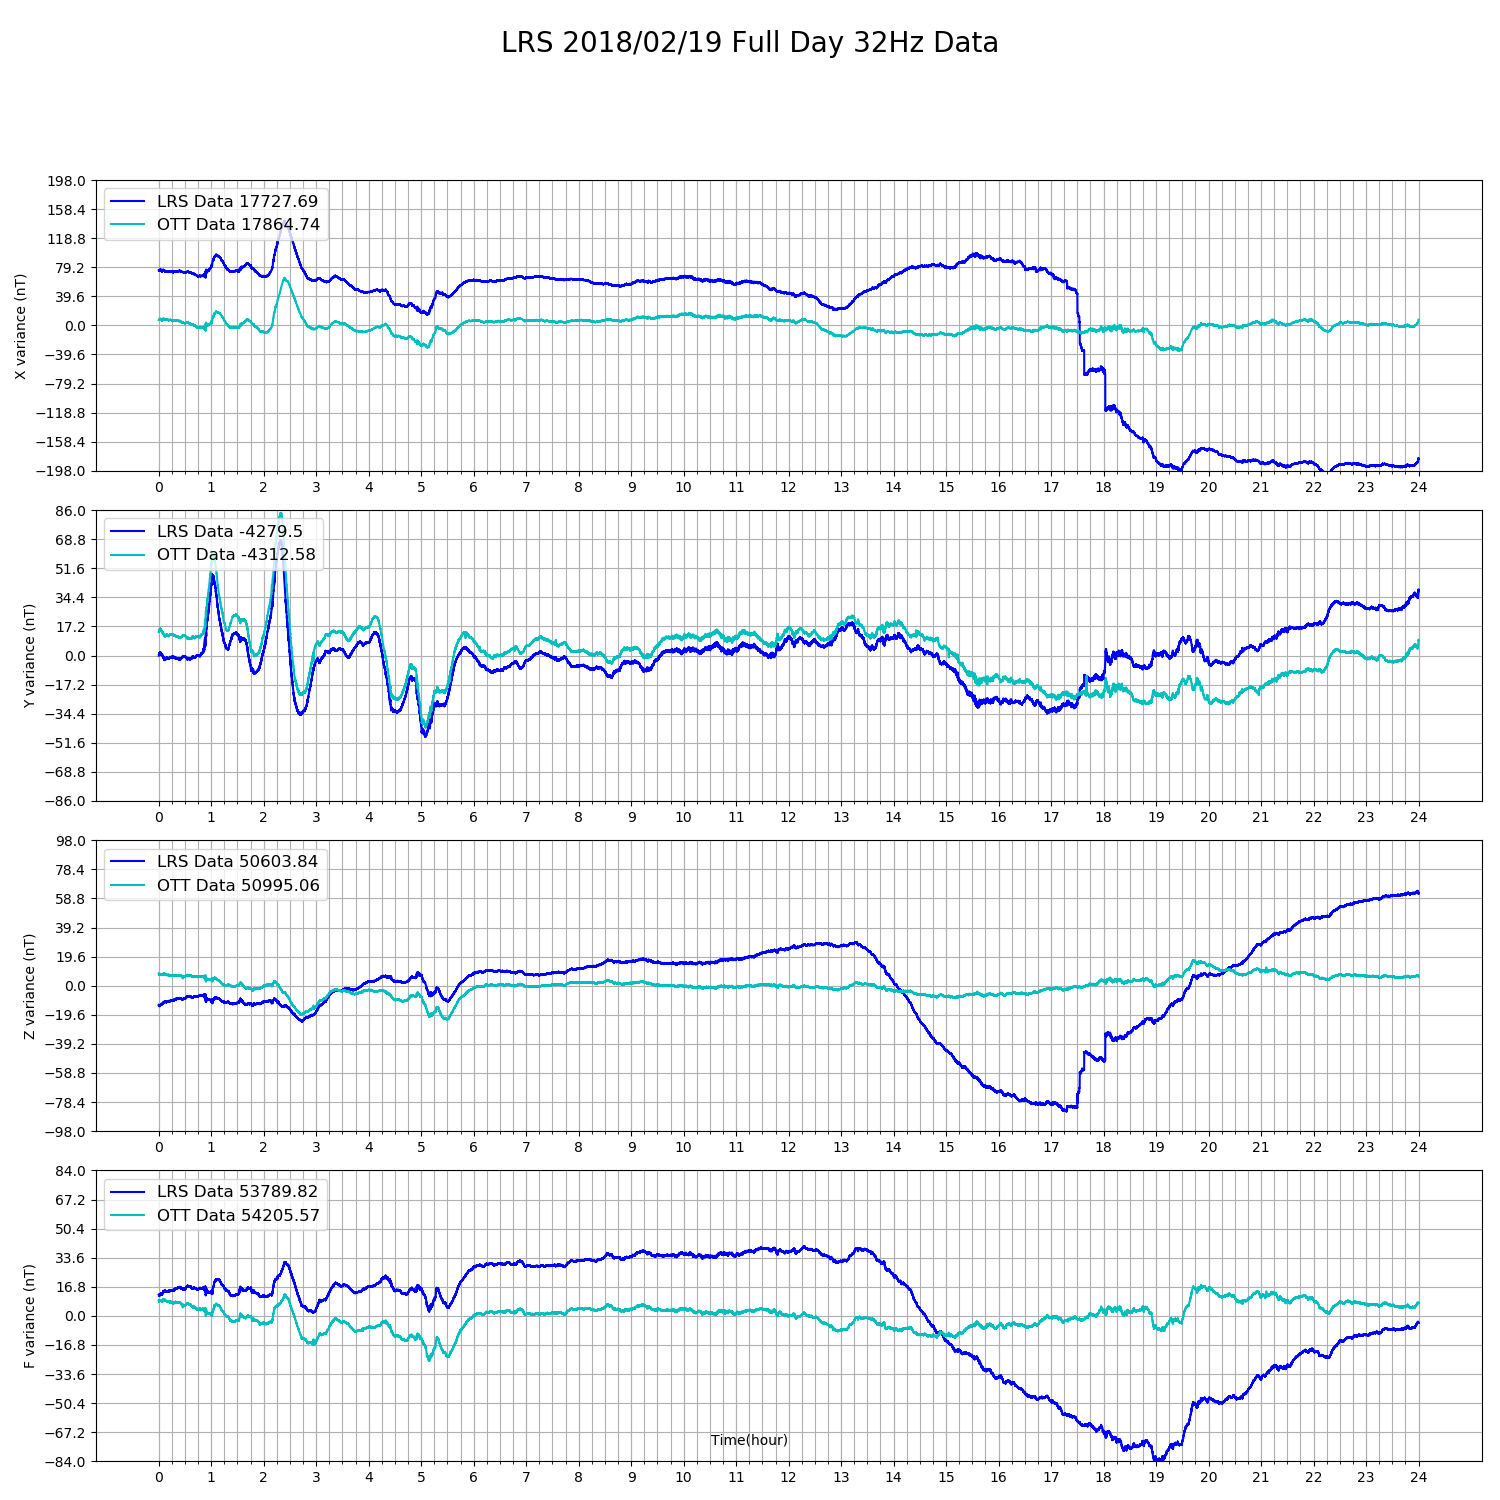 LRS 2018/02/19 Full Day 32Hz Data
X variance (nT)
198.0
158.4
118.8
79.2
39.6
0.0
−39.6
−79.2
−118.8
−158.4
−198.0
LRS Data 17727.69
OTT Data 17864.74
0 1 2 3 4 5 6 7 8 9 10 11 12 13 14 15 16 17 18 19 20 21 22 23 24
Y variance (nT)
86.0
68.8
51.6
34.4
17.2
0.0
−17.2
−34.4
−51.6
−68.8
−86.0
LRS Data -4279.5
OTT Data -4312.58
0 1 2 3 4 5 6 7 8 9 10 11 12 13 14 15 16 17 18 19 20 21 22 23 24
Z variance (nT)
98.0
78.4
58.8
39.2
19.6
0.0
−19.6
−39.2
−58.8
−78.4
−98.0
LRS Data 50603.84
OTT Data 50995.06
0 1 2 3 4 5 6 7 8 9 10 11 12 13 14 15 16 17 18 19 20 21 22 23 24
F variance (nT)
84.0
67.2
50.4
33.6
16.8
0.0
−16.8
−33.6
−50.4
−67.2
−84.0
LRS Data 53789.82
OTT Data 54205.57
Time(hour)
0 1 2 3 4 5 6 7 8 9 10 11 12 13 14 15 16 17 18 19 20 21 22 23 24